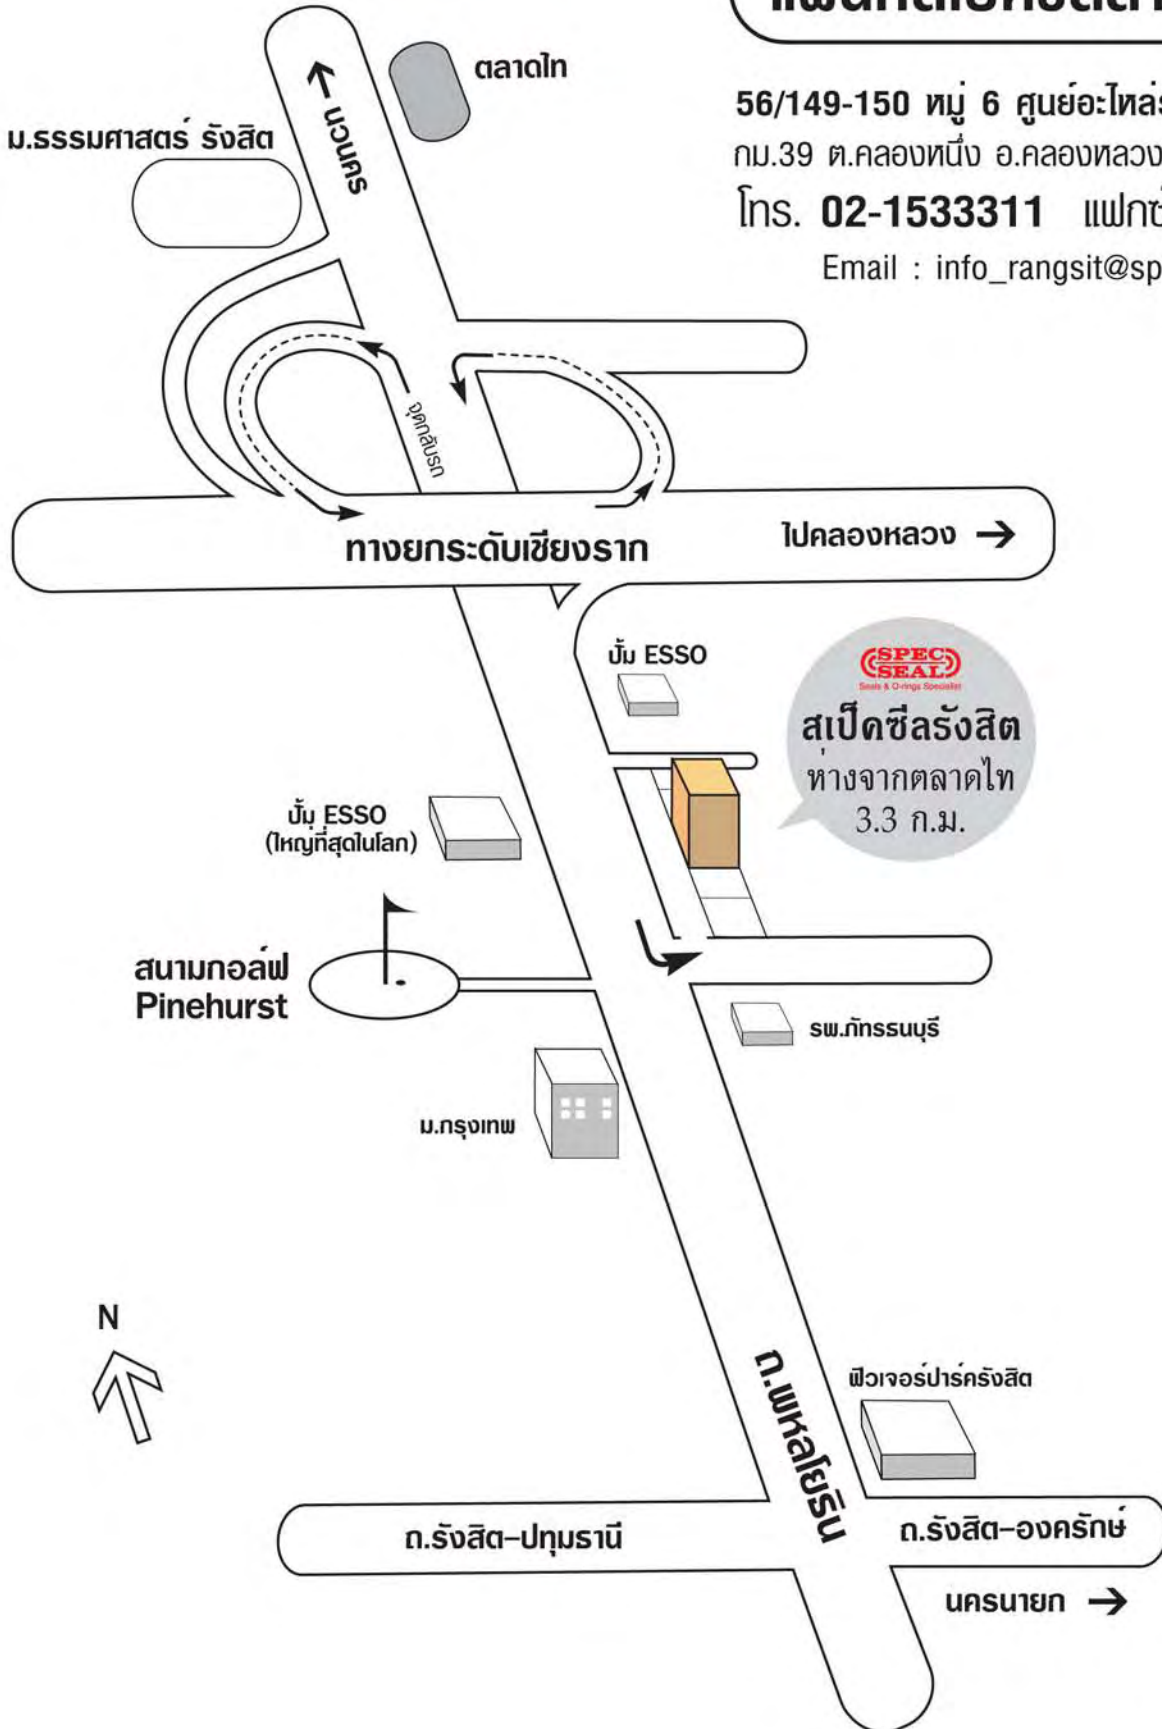 56/149-150 หมู่ 6 ศูนย์อะไหล่
กม.39 ต.คลองหนึ่ง อ.คลองหลวง
โทร. 02-1533311 แฟกซ์
Email : info_rangsit@sp
ตลาดไท
← นวนคร
ม.ธรรมศาสตร์ รังสิต
จุดกลับรถ
ทางยกระดับเชียงราก
ไปคลองหลวง →
ปั้ม ESSO
SPEC
SEAL
Seals & O-rings Specialist
สเป็คซีลรังสิต
ห่างจากตลาดไท
3.3 ก.ม.
ปั้ม ESSO
(ใหญ่ที่สุดในโลก)
สนามกอล์ฟ
Pinehurst
รพ.ภัทรธนบุรี
ม.กรุงเทพ
N
ถ.พหลโยธิน
ฟิวเจอร์ปาร์ครังสิต
ถ.รังสิต-ปทุมธานี
ถ.รังสิต-องครักษ์
นครนายก →